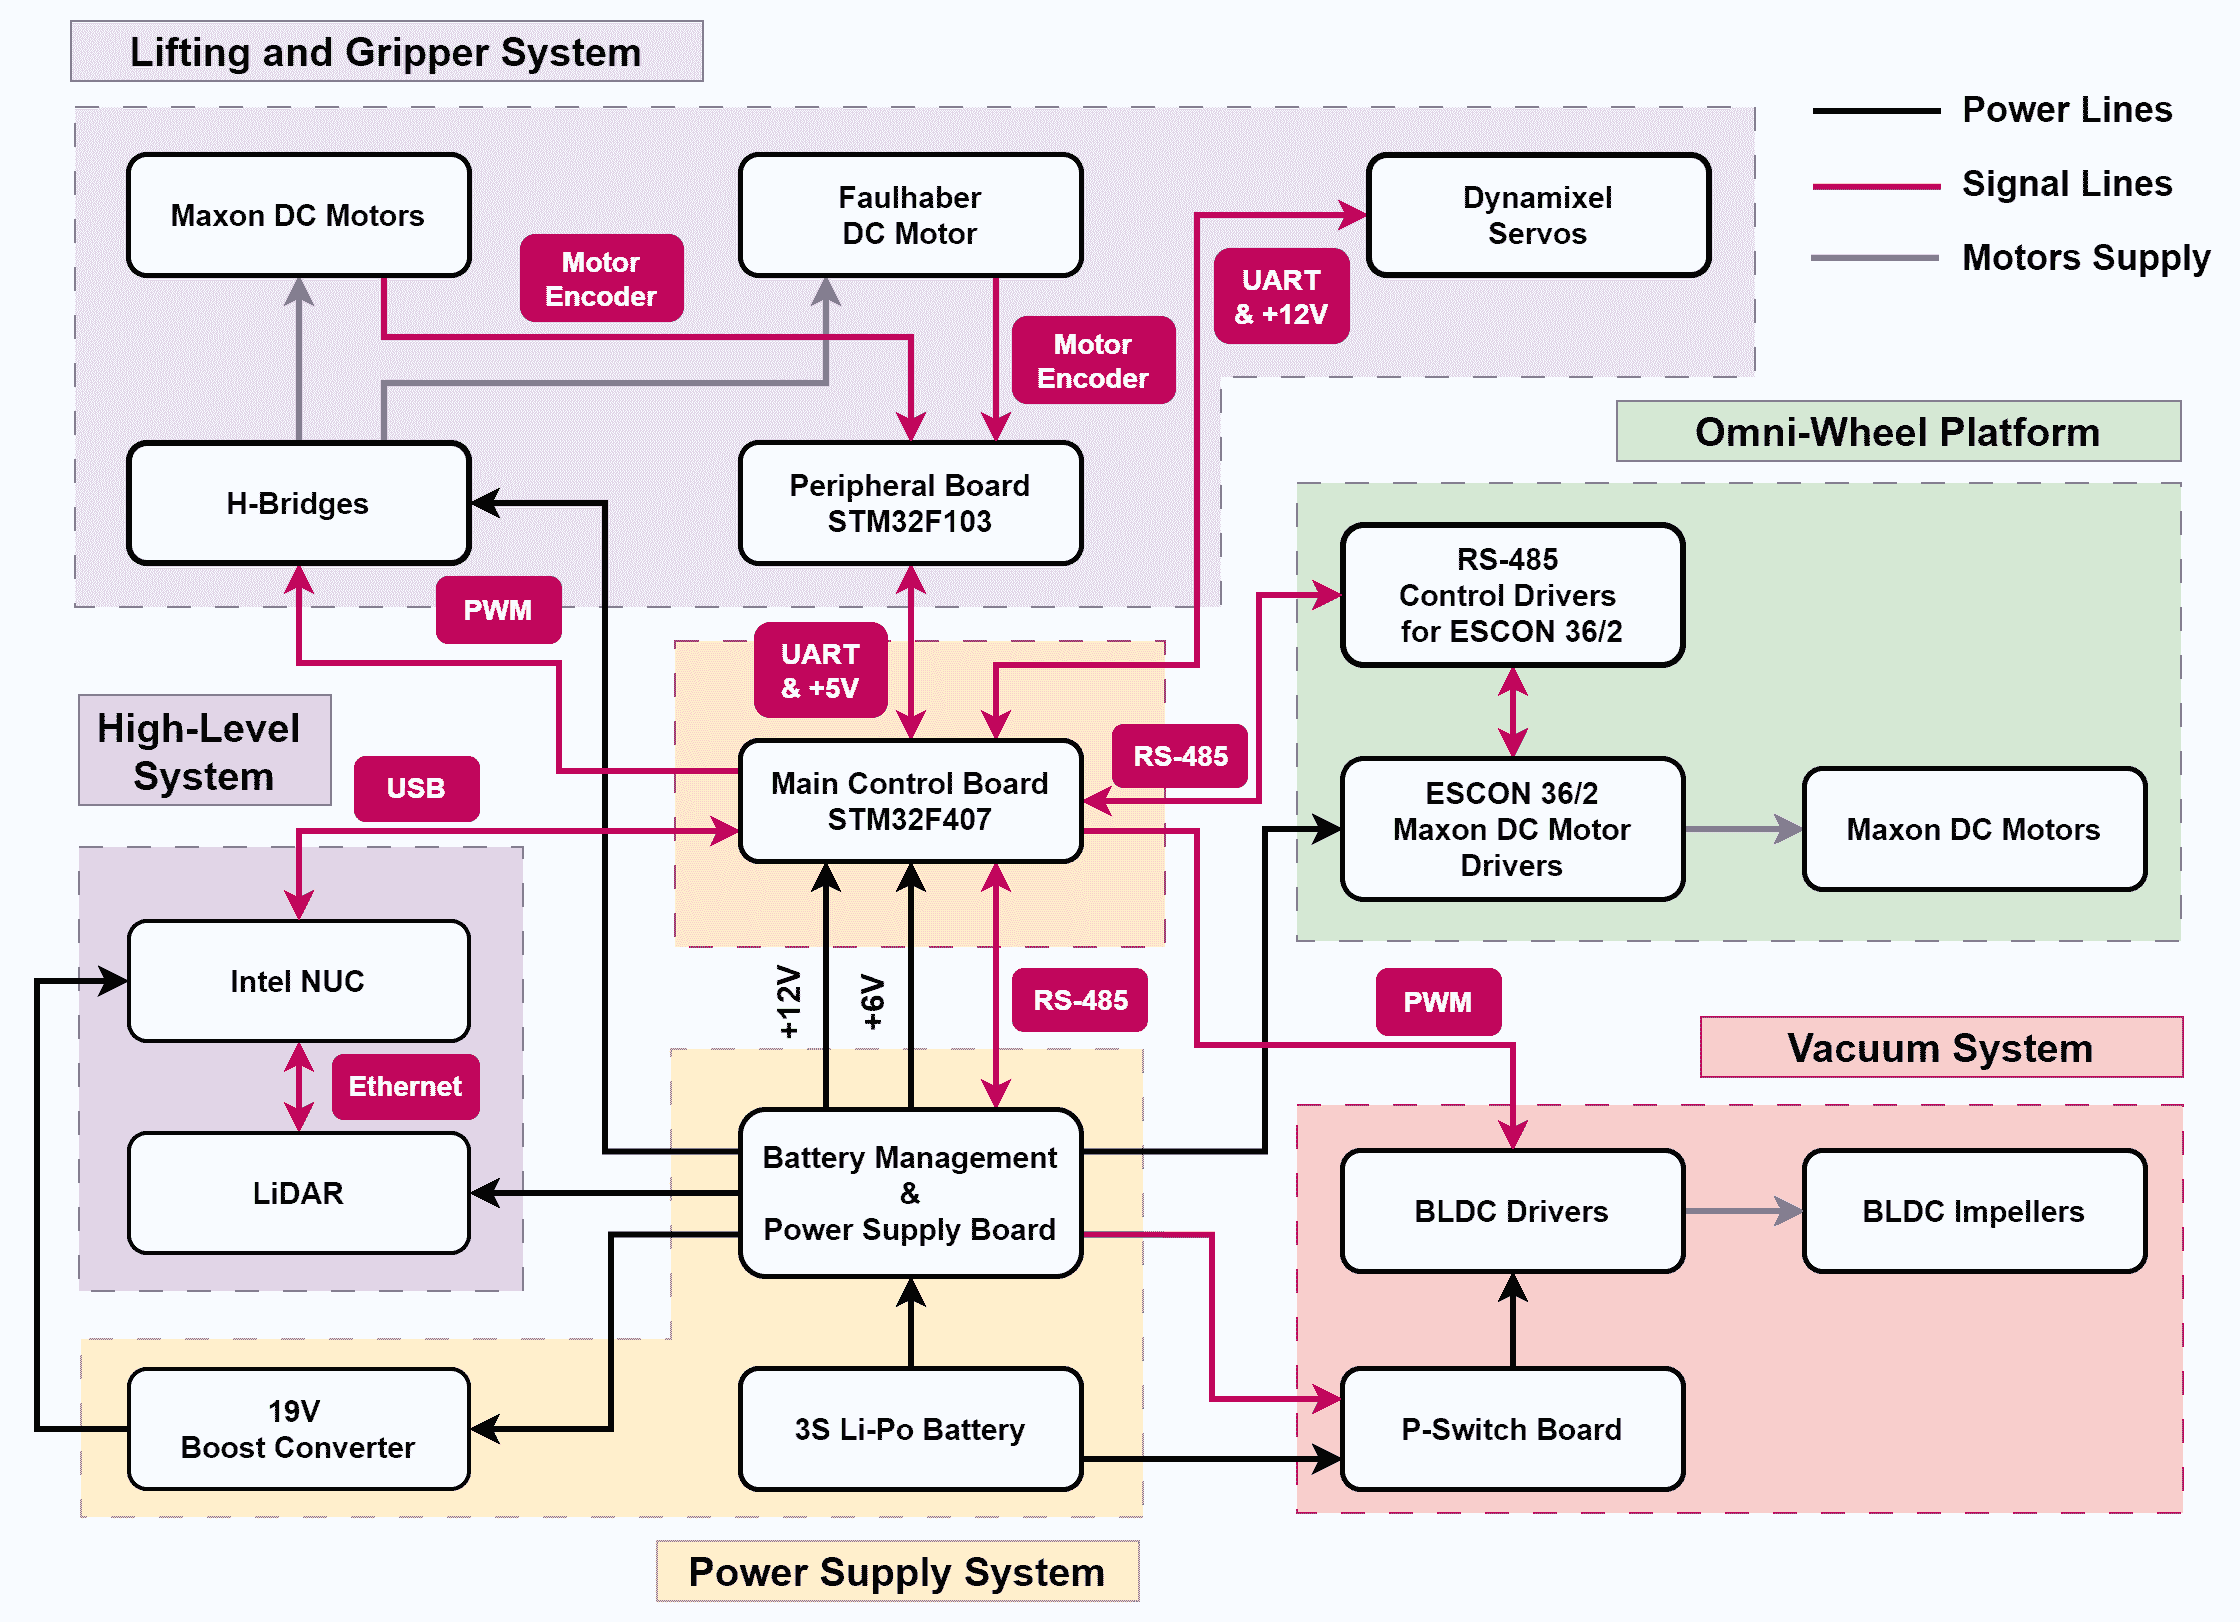 Lifting and Gripper System
Power Lines
Signal Lines
Motors Supply
Maxon DC Motors
Faulhaber
DC Motor
Dynamixel
Servos
Motor
Encoder
UART
& +12V
Motor
Encoder
H-Bridges
Peripheral Board
STM32F103
Omni-Wheel Platform
RS-485
Control Drivers
for ESCON 36/2
PWM
UART
& +5V
High-Level
System
USB
Main Control Board
STM32F407
RS-485
ESCON 36/2
Maxon DC Motor
Drivers
Maxon DC Motors
Intel NUC
+12V
+6V
RS-485
PWM
Vacuum System
Ethernet
LiDAR
Battery Management
&
Power Supply Board
BLDC Drivers
BLDC Impellers
19V
Boost Converter
3S Li-Po Battery
P-Switch Board
Power Supply System